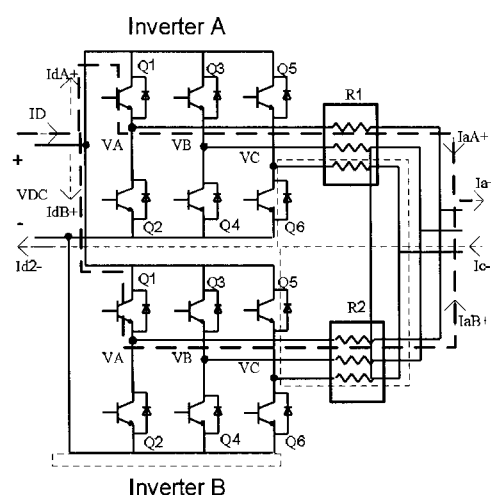 Inverter A
IdA+
Q1 Q3 Q5
R1
ID
VA VB VC
IaA+
+
VDC
Ia-
IdB+
Q2 Q4 Q6
-
Id2-
Ic-
Q1 Q3 Q5
R2
IaB+
VA VB VC
Q2 Q4 Q6
Inverter B